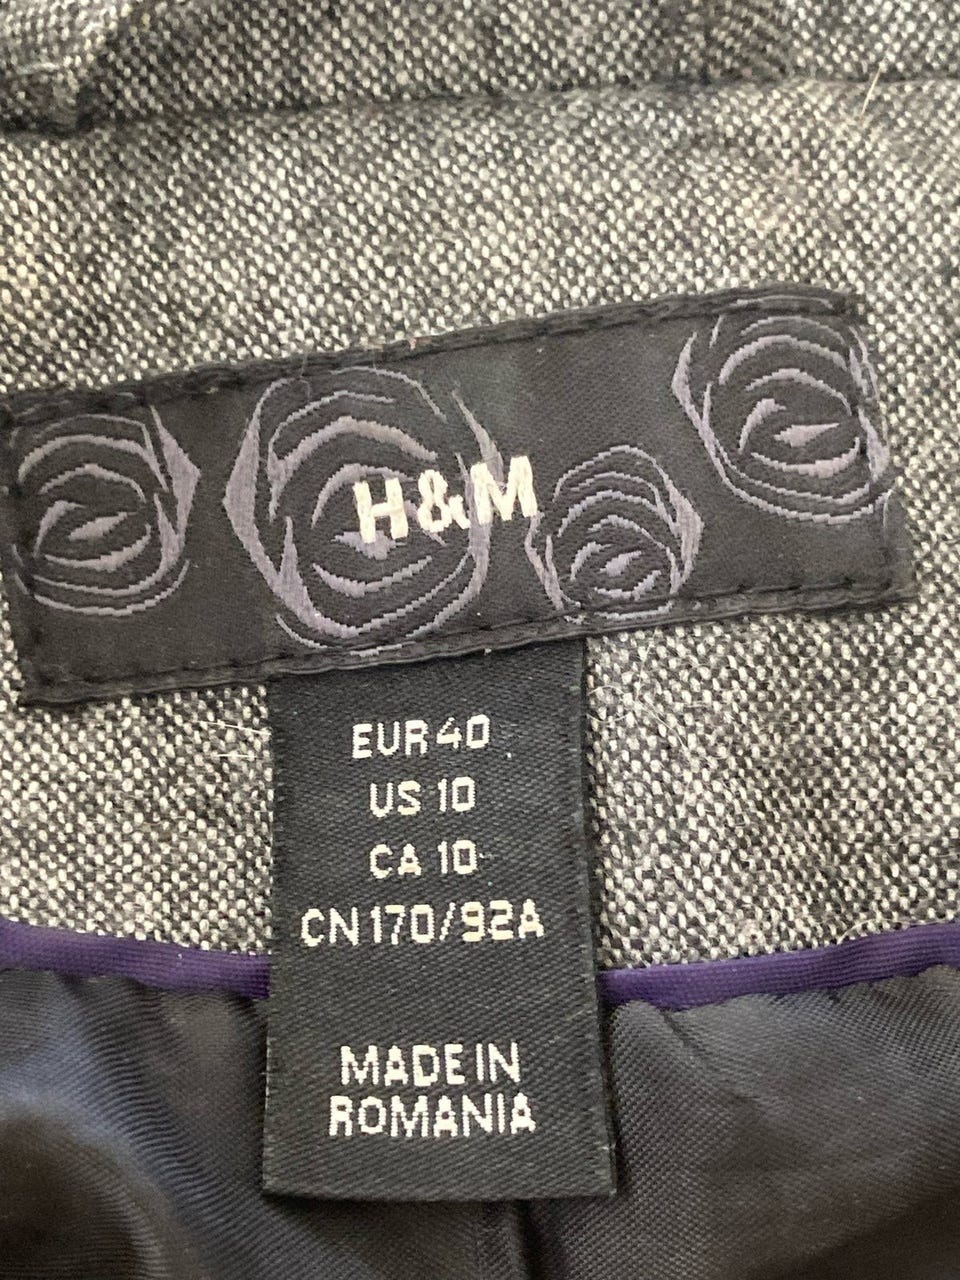 H&M
EUR 40
US 10
CA 10
CN 170/92A
MADE IN
ROMANIA